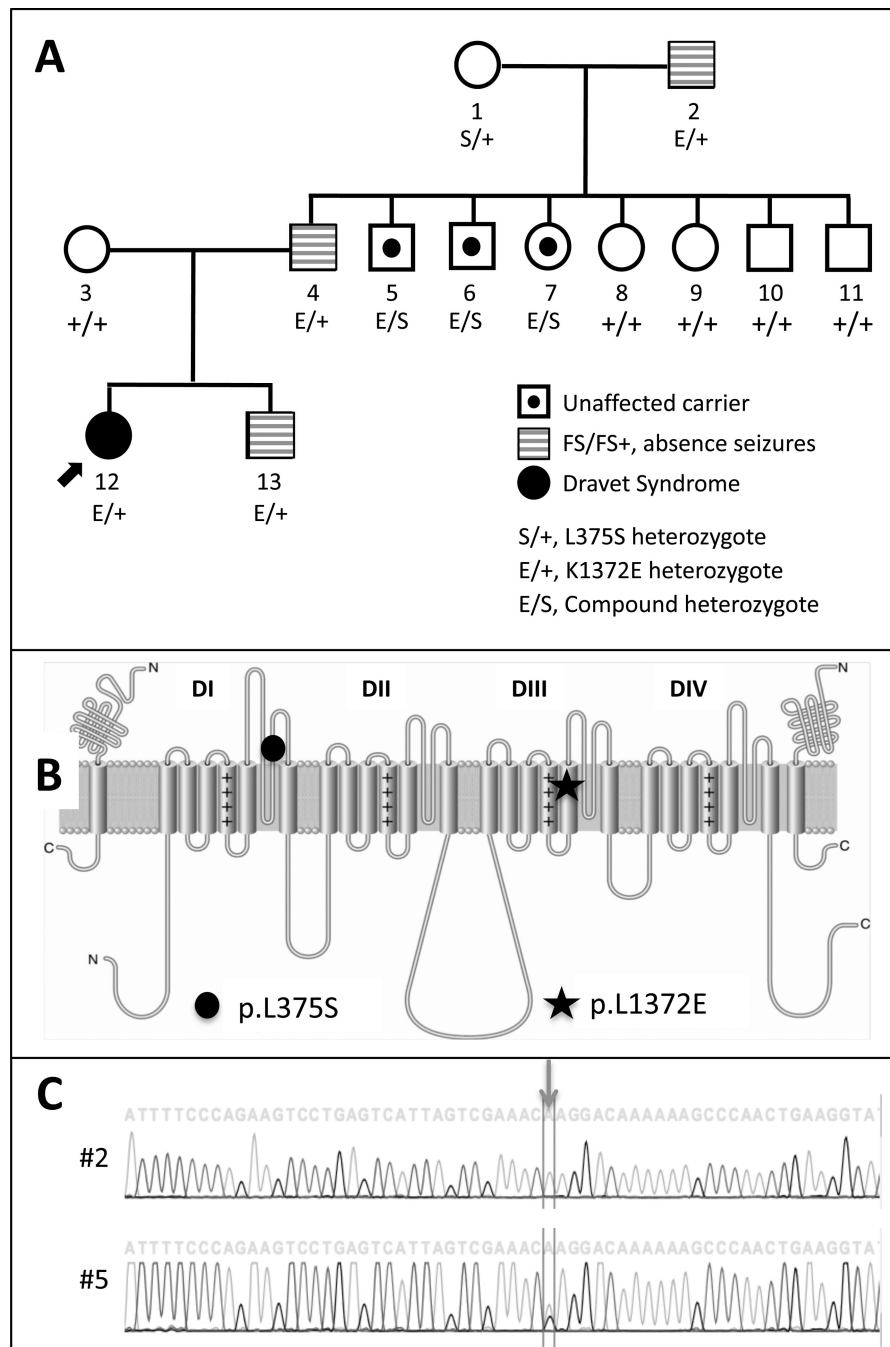 A
1
2
S/+
E/+
3
4
5
6
7
8
9
10
11
+/+
E/+
E/S
E/S
E/S
+/+
+/+
+/+
+/+
12
13
E/+
E/+
Unaffected carrier
FS/FS+, absence seizures
Dravet Syndrome
S/+, L375S heterozygote
E/+, K1372E heterozygote
E/S, Compound heterozygote
B
N
DI
DII
DIII
DIV
N
+ + + +
+ + + +
+ + + +
+ + + +
C
C
N
C
p.L375S
p.L1372E
C
ATTTTCCCAGAAGTCCTGAGTCATTAGTCGAAACAAGGACAAAAAAGCCCAACTGAAGGTAT
#2
ATTTTCCCAGAAGTCCTGAGTCATTAGTCGAAACAAGGACAAAAAAGCCCAACTGAAGGTAT
#5